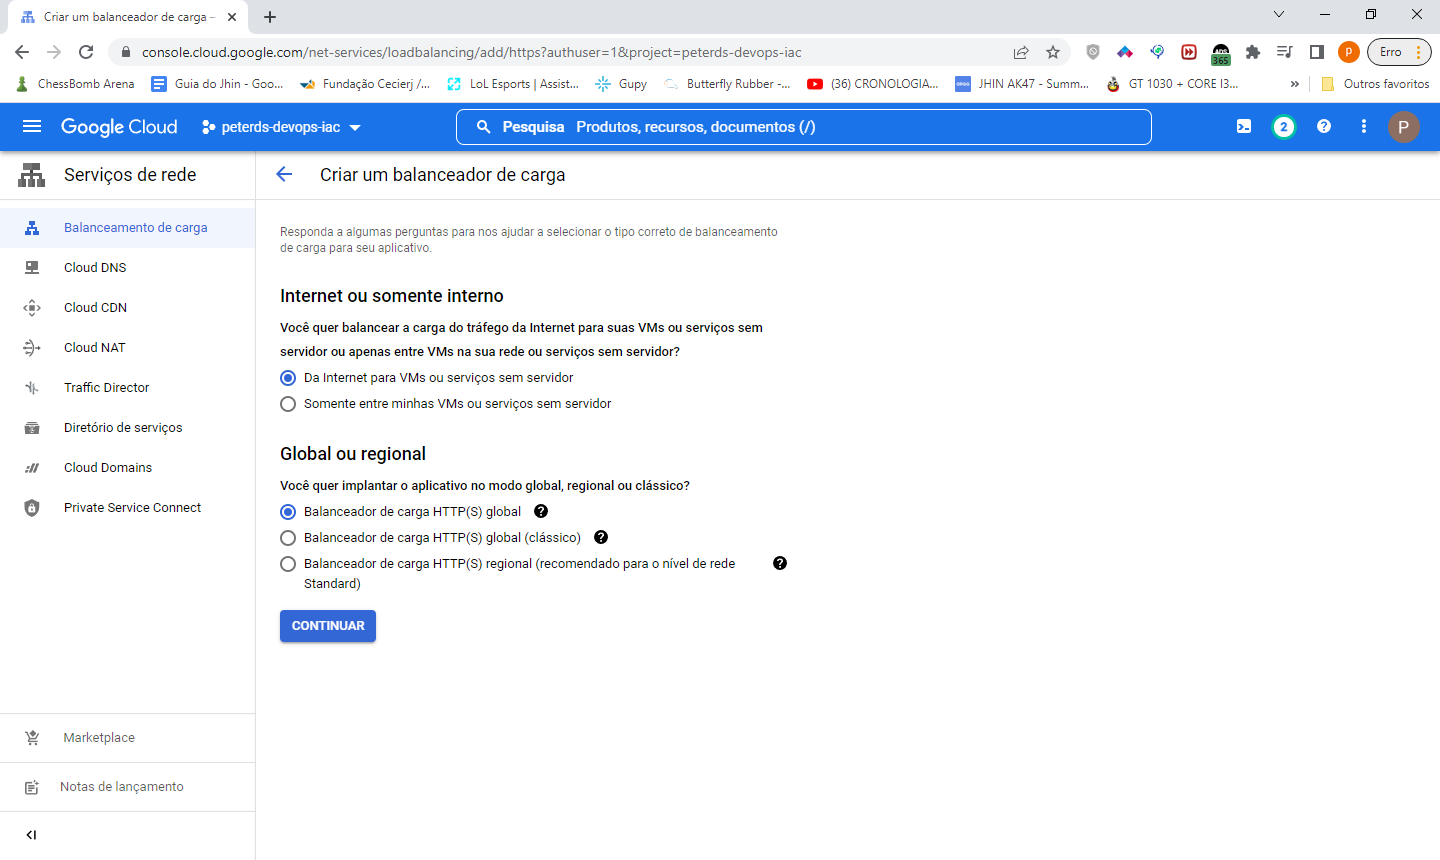 Criar um balanceador de carga –
console.cloud.google.com/net-services/loadbalancing/add/https?authuser=1&project=peterds-devops-iac
ADS
365
p
Erro
ChessBomb Arena
Guia do Jhin - Goo...
Fundação Cecierj /...
LoL Esports | Assist...
Gupy
Butterfly Rubber -...
(36) CRONOLOGIA...
JHIN AK47 - Summ...
GT 1030 + CORE I3...
»
Outros favoritos
Google Cloud
peterds-devops-iac
Pesquisa Produtos, recursos, documentos (/)
2
P
Serviços de rede
Criar um balanceador de carga
Balanceamento de carga
Cloud DNS
Cloud CDN
Cloud NAT
Traffic Director
Diretório de serviços
Cloud Domains
Private Service Connect
Marketplace
Notas de lançamento
Responda a algumas perguntas para nos ajudar a selecionar o tipo correto de balanceamento
de carga para seu aplicativo.
Internet ou somente interno
Você quer balancear a carga do tráfego da Internet para suas VMs ou serviços sem
servidor ou apenas entre VMs na sua rede ou serviços sem servidor?
Da Internet para VMs ou serviços sem servidor
Somente entre minhas VMs ou serviços sem servidor
Global ou regional
Você quer implantar o aplicativo no modo global, regional ou clássico?
Balanceador de carga HTTP(S) global
Balanceador de carga HTTP(S) global (clássico)
Balanceador de carga HTTP(S) regional (recomendado para o nível de rede
Standard)
CONTINUAR